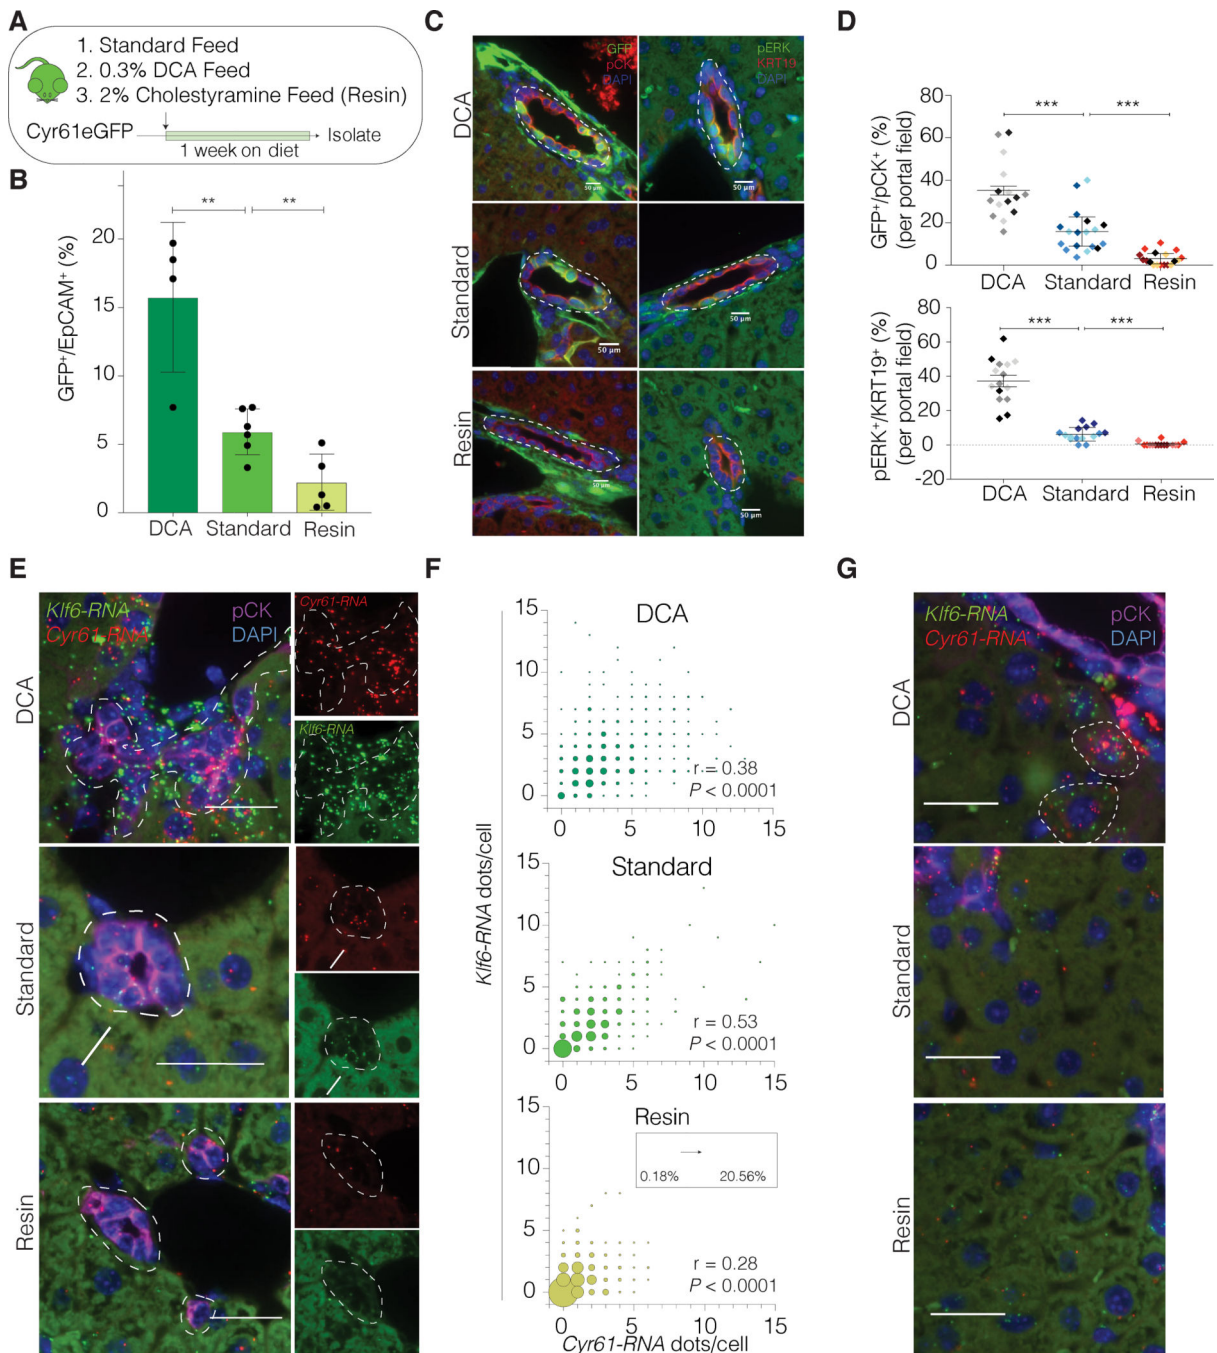 A
1. Standard Feed
2. 0.3% DCA Feed
3. 2% Cholestyramine Feed (Resin)
Cyr61eGFP
Isolate
1 week on diet
B
GFP+/EpCAM+ (%)
20
15
10
5
0
**
**
DCA
Standard
Resin
C
GFP
pCK
DAPI
pERK
KRT19
DAPI
DCA
50 µm
50 µm
Standard
50 µm
50 µm
Resin
50 µm
50 µm
D
GFP+/pCK+ (%)
(per portal field)
80
60
40
20
0
***
***
DCA
Standard
Resin
pERK+/KRT19+ (%)
(per portal field)
80
60
40
20
0
-20
***
***
DCA
Standard
Resin
E
Klf6-RNA
pCK
Cyr61-RNA
DAPI
Cyr61-RNA
Klf6-RNA
DCA
Standard
Resin
F
Klf6-RNA dots/cell
DCA
15
10
5
0
r = 0.38
P < 0.0001
0
5
10
15
Standard
15
10
5
0
r = 0.53
P < 0.0001
0
5
10
15
Resin
15
10
5
0
0.18%
20.56%
r = 0.28
P < 0.0001
0
5
10
15
Cyr61-RNA dots/cell
G
Klf6-RNA
pCK
Cyr61-RNA
DAPI
DCA
Standard
Resin